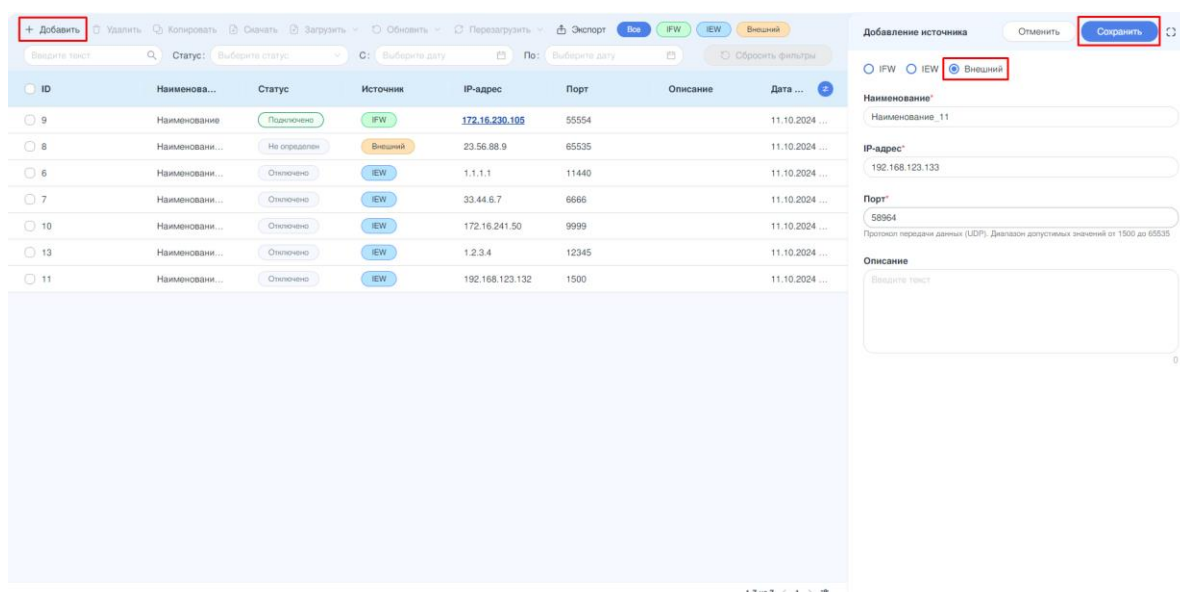 + Добавить Удалить Копировать Скачать Загрузить Обновить Перезагрузить Экспорт Все IFW IEW Внешний
Введите текст Статус: Выберите статус С: Выберите дату По: Выберите дату Сбросить фильтры
ID Наименова... Статус Источник IP-адрес Порт Описание Дата ...
9 Наименование Подключено IFW 172.16.230.105 55554 11.10.2024 ...
8 Наименовани... Не определен Внешний 23.56.88.9 65535 11.10.2024 ...
6 Наименовани... Отключено IEW 1.1.1.1 11440 11.10.2024 ...
7 Наименовани... Отключено IEW 33.44.6.7 6666 11.10.2024 ...
10 Наименовани... Отключено IEW 172.16.241.50 9999 11.10.2024 ...
13 Наименовани... Отключено IEW 1.2.3.4 12345 11.10.2024 ...
11 Наименовани... Отключено IEW 192.168.123.132 1500 11.10.2024 ...
Добавление источника Отменить Сохранить
IFW IEW Внешний
Наименование*
Наименование_11
IP-адрес*
192.168.123.133
Порт*
58964
Протокол передачи данных (UDP). Диапазон допустимых значений от 1500 до 65535
Описание
Введите текст
0